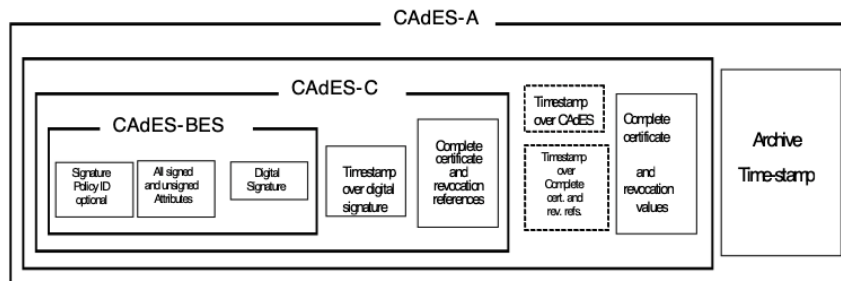 CAdES-A
CAdES-C
CAdES-BES
Signature
Policy ID
optional
All signed
and unsigned
Attributes
Digital
Signature
Timestamp
over digital
signature
Complete
certificate
and
revocation
references
Timestamp
over CAdES
Timestamp
over
Complete
cert. and
rev. refs.
Complete
certificate
and
revocation
values
Archive
Time-stamp